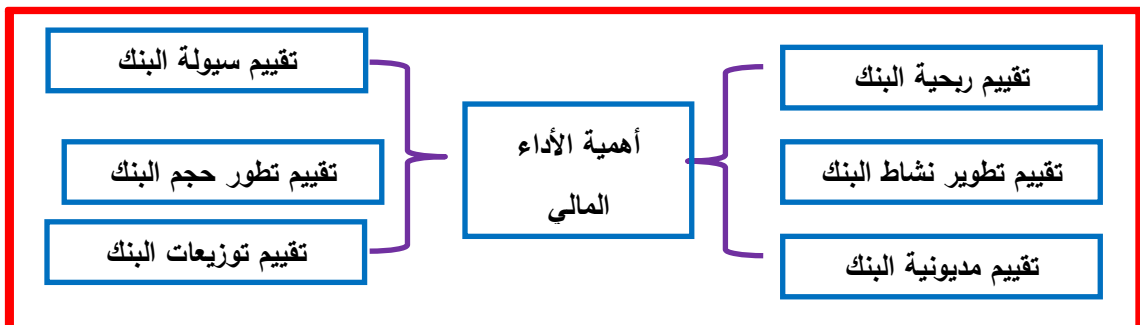 تقييم ربحية البنك
تقييم تطوير نشاط البنك
تقييم مديونية البنك
أهمية الأداء
المالي
تقييم سيولة البنك
تقييم تطور حجم البنك
تقييم توزيعات البنك